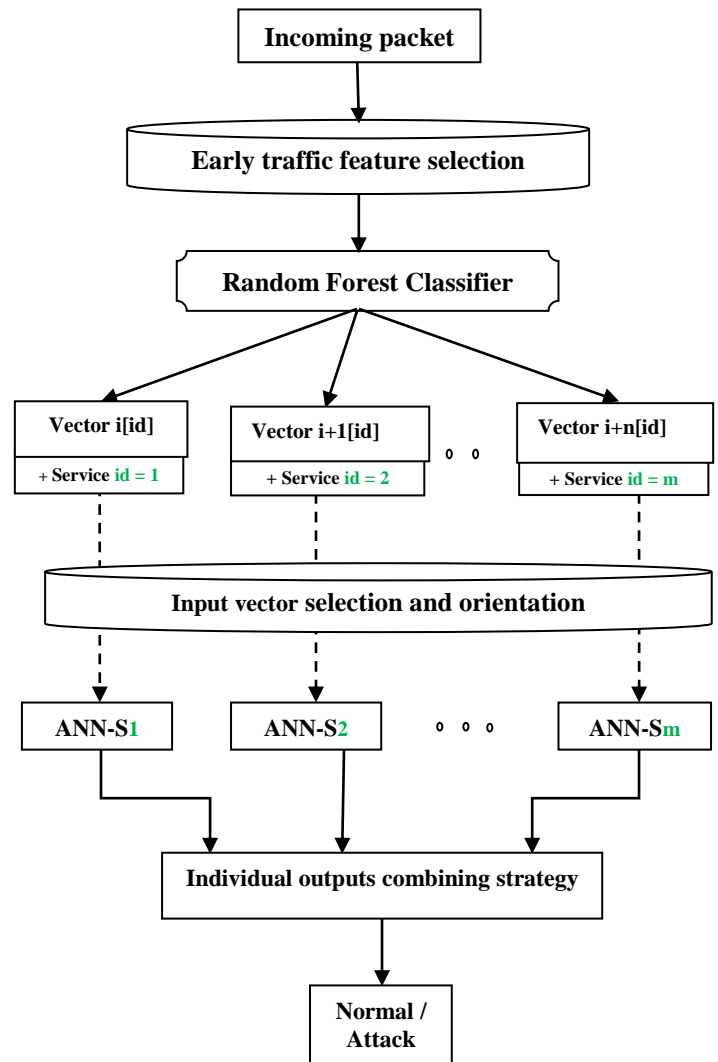 Incoming packet
Early traffic feature selection
Random Forest Classifier
Vector i[id]
+ Service id = 1
Vector i+1[id]
+ Service id = 2
Vector i+n[id]
+ Service id = m
Input vector selection and orientation
ANN-S1
ANN-S2
ANN-Sm
Individual outputs combining strategy
Normal /
Attack